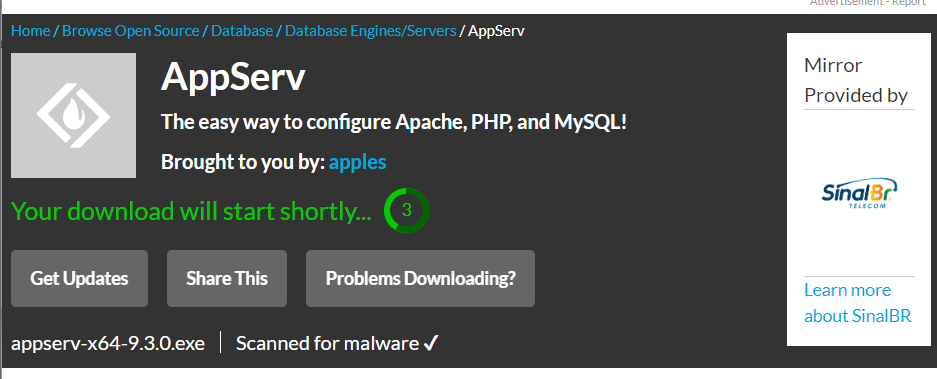 Advertisement - Report
Home / Browse Open Source / Database / Database Engines/Servers / AppServ
AppServ
The easy way to configure Apache, PHP, and MySQL!
Brought to you by: apples
Your download will start shortly... 3
Get Updates
Share This
Problems Downloading?
appserv-x64-9.3.0.exe
Scanned for malware ✓
Mirror
Provided by
SinalBr
TELECOM
Learn more
about SinalBR